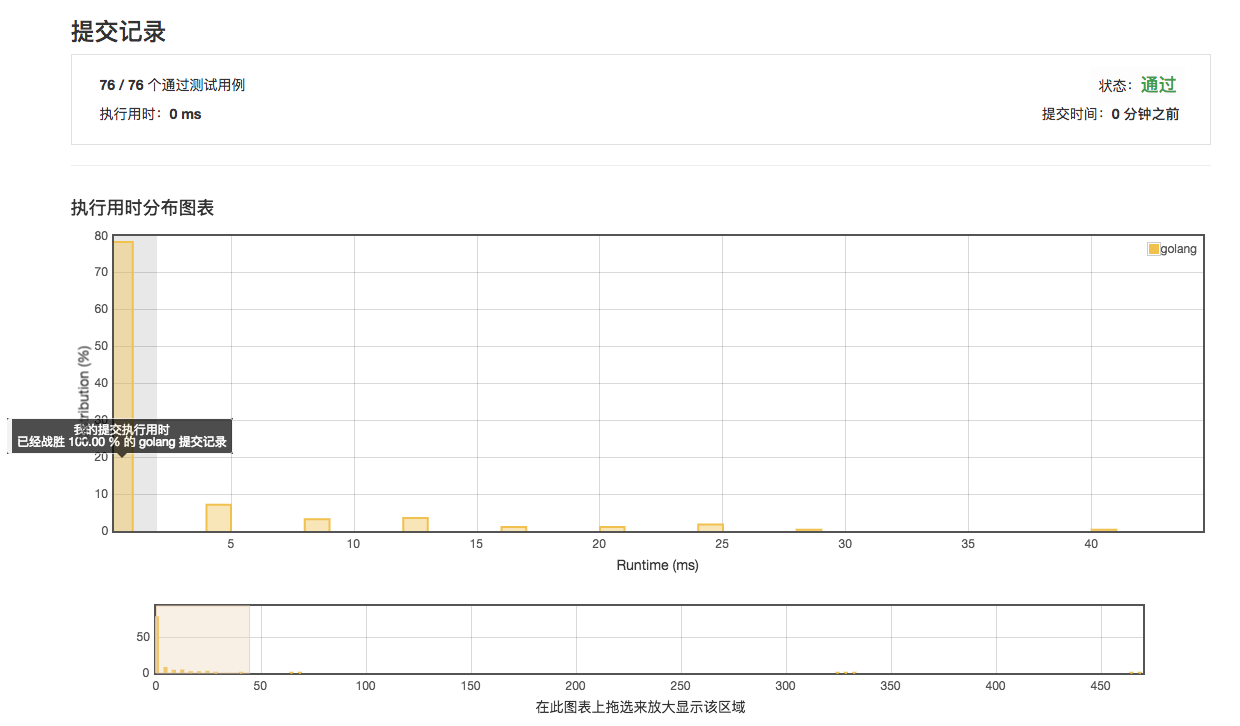 提交记录
76 / 76 个通过测试用例
状态：通过
执行用时：0 ms
提交时间：0 分钟之前
执行用时分布图表
golang
80
70
60
50
40
30
20
10
0
(%)
我的提交执行用时
已经战胜 100.00 % 的 golang 提交记录
5 10 15 20 25 30 35 40
Runtime (ms)
50
0
0 50 100 150 200 250 300 350 400 450
在此图表上拖选来放大显示该区域